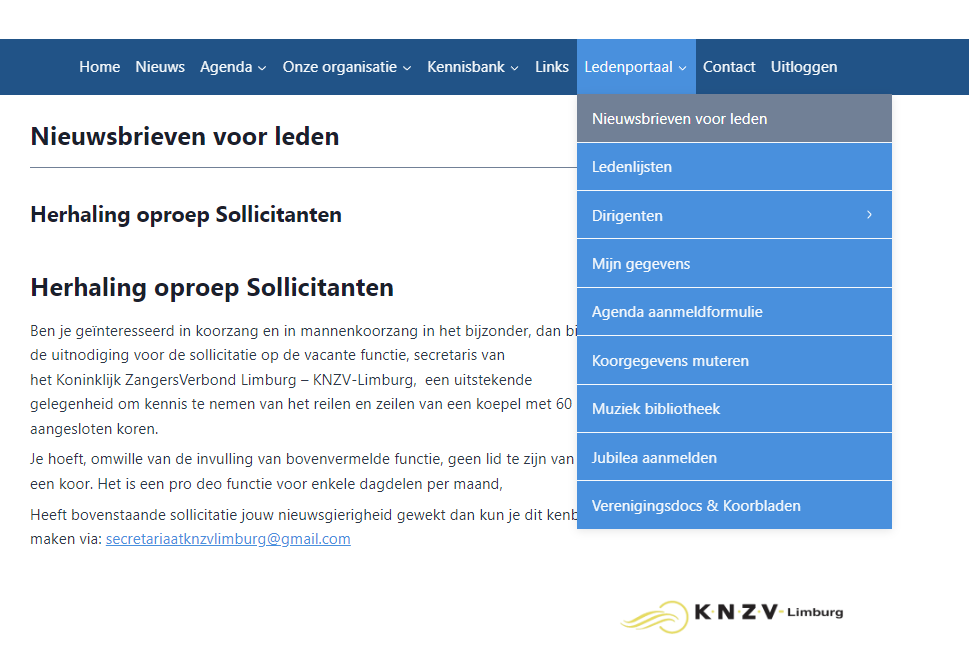 Home Nieuws Agenda Onze organisatie Kennisbank Links Ledenportaal Contact Uitloggen
Nieuwsbrieven voor leden
Ledenlijsten
Dirigenten
Mijn gegevens
Agenda aanmeldformulie
Koorgegevens muteren
Muziek bibliotheek
Jubilea aanmelden
Verenigingsdocs & Koorbladen
Nieuwsbrieven voor leden
Herhaling oproep Sollicitanten
Herhaling oproep Sollicitanten
Ben je geïnteresseerd in koorzang en in mannenkoorzang in het bijzonder, dan bi
de uitnodiging voor de sollicitatie op de vacante functie, secretaris van
het Koninklijk ZangersVerbond Limburg – KNZV-Limburg, een uitstekende
gelegenheid om kennis te nemen van het reilen en zeilen van een koepel met 60
aangesloten koren.
Je hoeft, omwille van de invulling van bovenvermelde functie, geen lid te zijn van
een koor. Het is een pro deo functie voor enkele dagdelen per maand,
Heeft bovenstaande sollicitatie jouw nieuwsgierigheid gewekt dan kun je dit kenb
maken via: secretariaatknzvlimburg@gmail.com
K·N·Z·V·Limburg